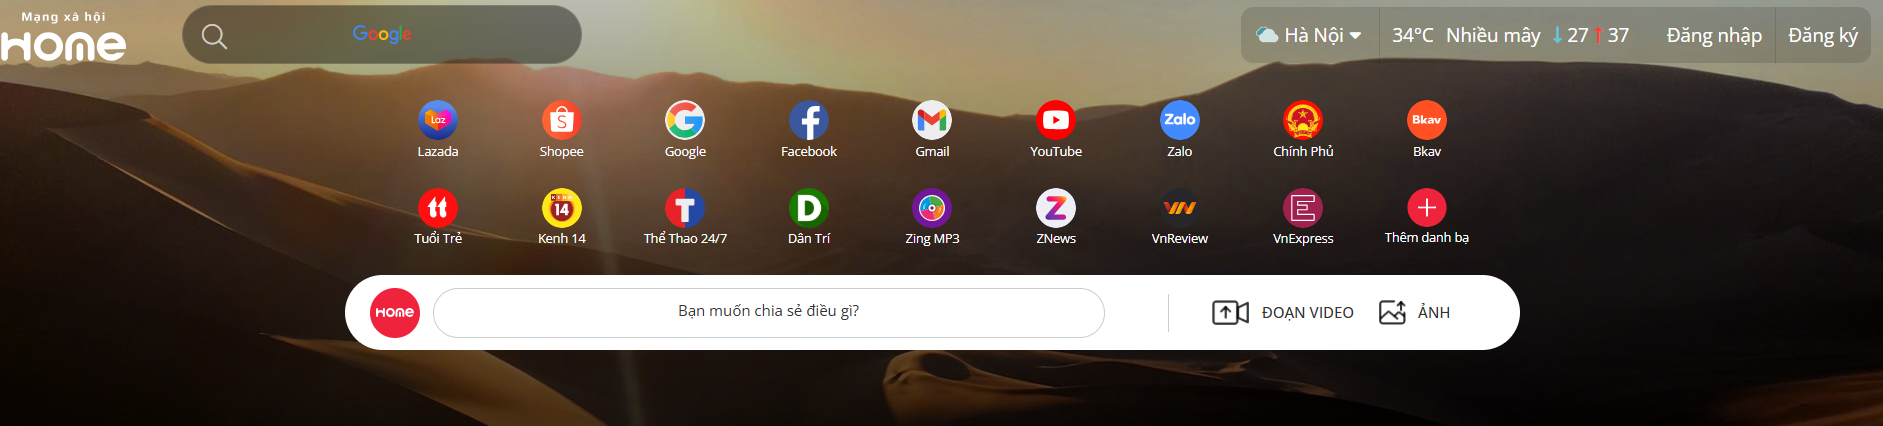 Mạng xã hội
HOME
Google
Hà Nội
34°C Nhiều mây 27 37
Đăng nhập
Đăng ký
Laz
S
G
f
M
Zalo
Bkav
Lazada
Shopee
Google
Facebook
Gmail
YouTube
Zalo
Chính Phủ
Bkav
tt
KENH
14
T
D
Z
VN
E
Tuổi Trẻ
Kenh 14
Thể Thao 24/7
Dân Trí
Zing MP3
ZNews
VnReview
VnExpress
Thêm danh bạ
HOME
Bạn muốn chia sẻ điều gì?
ĐOẠN VIDEO
ẢNH